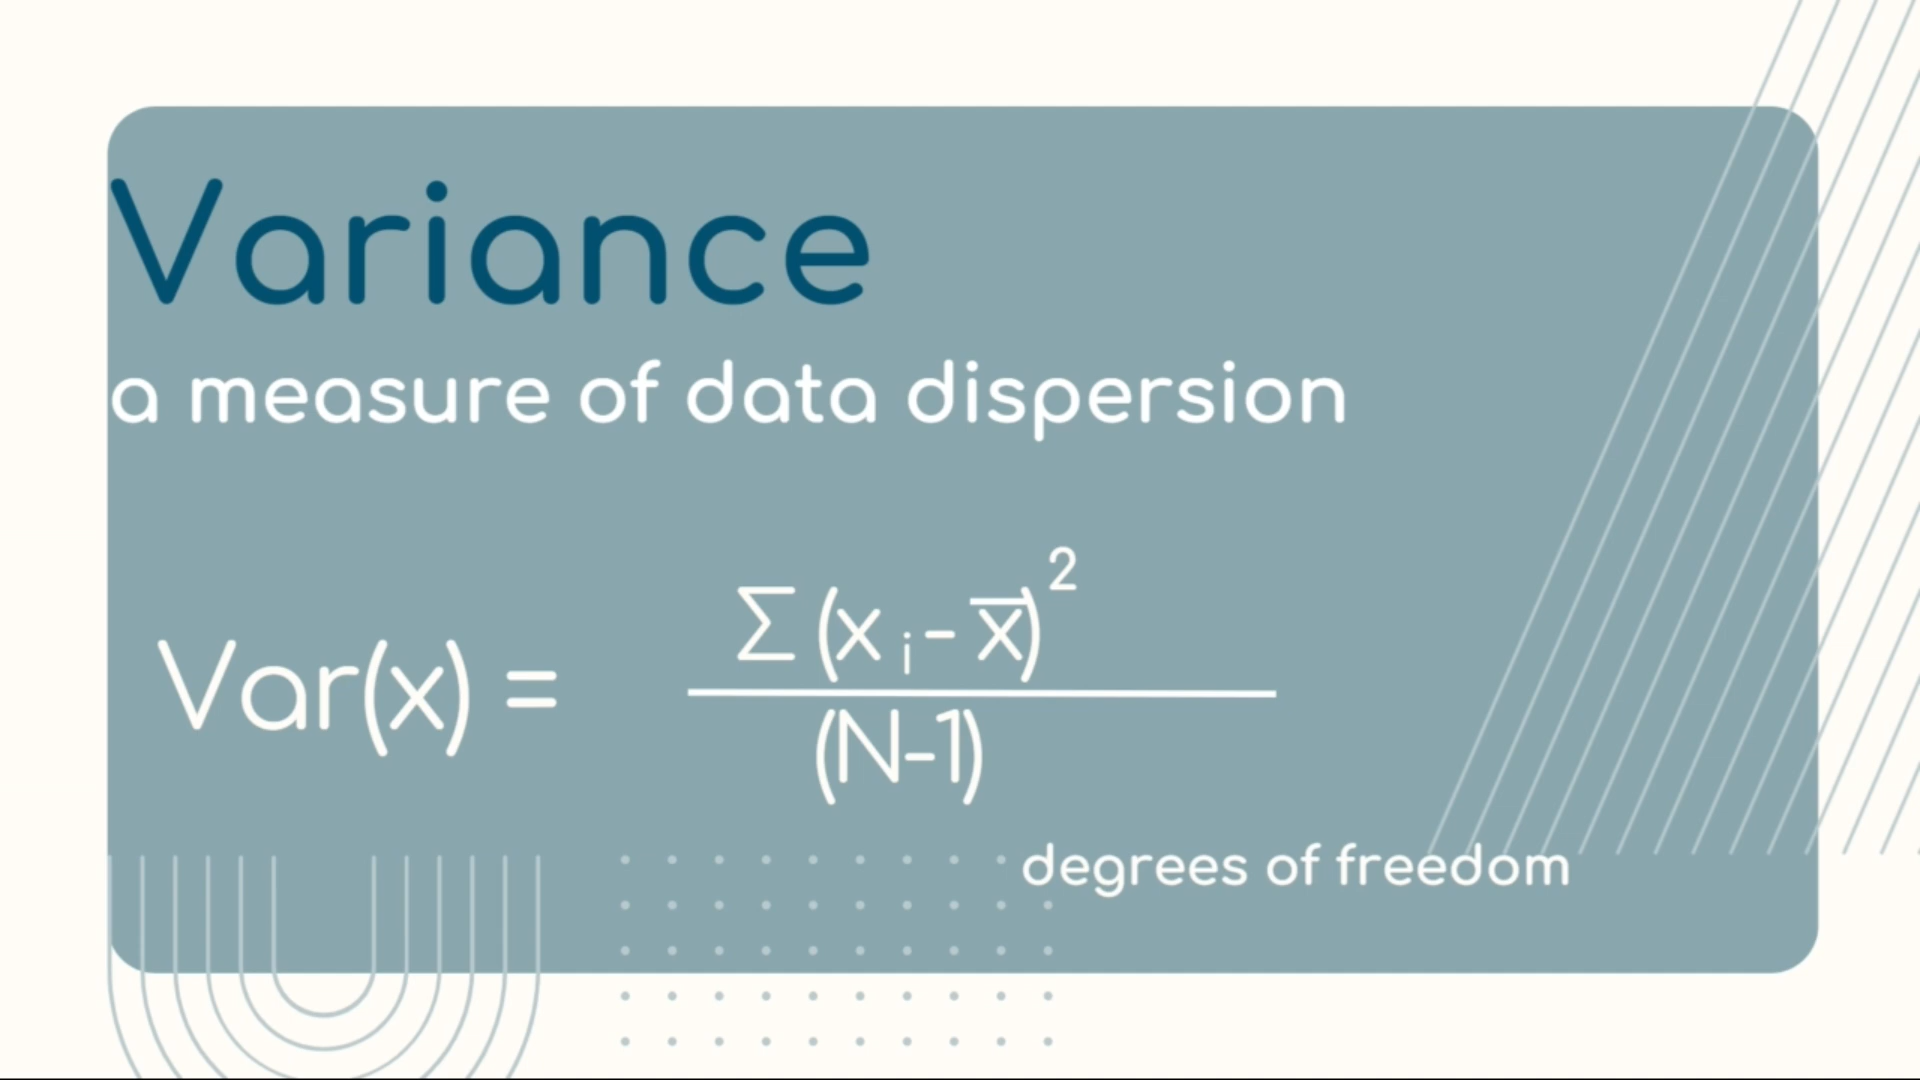 Variance
a measure of data dispersion
Var(x) = Σ (xᵢ - x̅)²
(N-1)
degrees of freedom